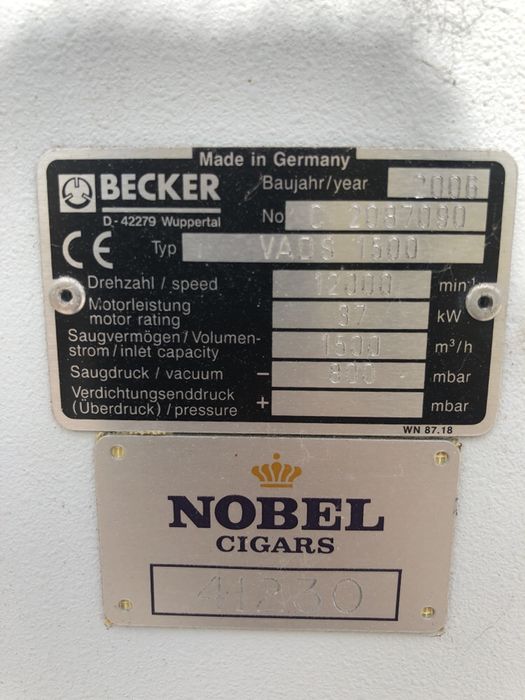 Made in Germany
BECKER
D-42279 Wuppertal
Baujahr/year 2006
No C 2087090
CE Typ VADS 1500
Drehzahl / speed 12000 min⁻¹
Motorleistung
motor rating 37 kW
Saugvermögen/Volumen-
strom/inlet capacity 1500 m³/h
Saugdruck / vacuum – 800 mbar
Verdichtungsenddruck
(Überdruck) / pressure + mbar
WN 87.18
NOBEL
CIGARS
41230